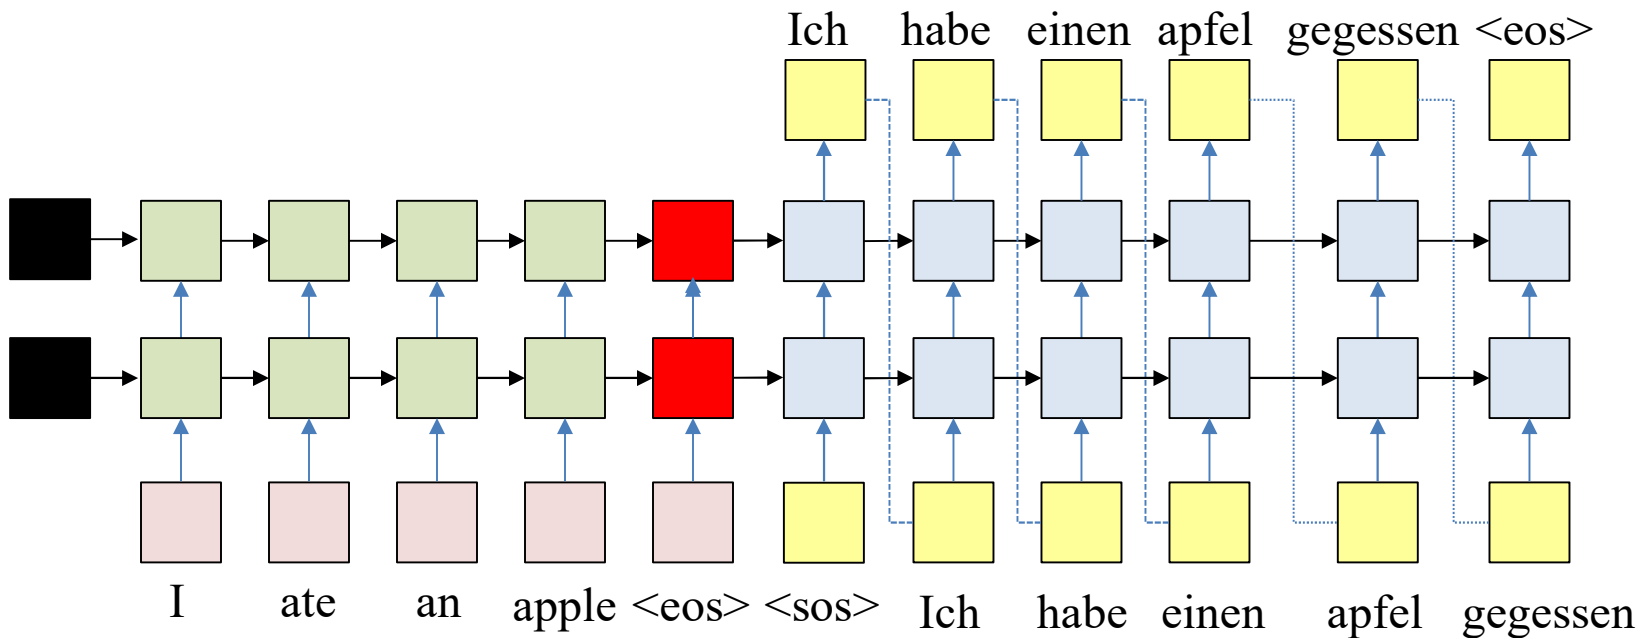 Ich habe einen apfel gegessen <eos>
I ate an apple <eos> <sos> Ich habe einen apfel gegessen